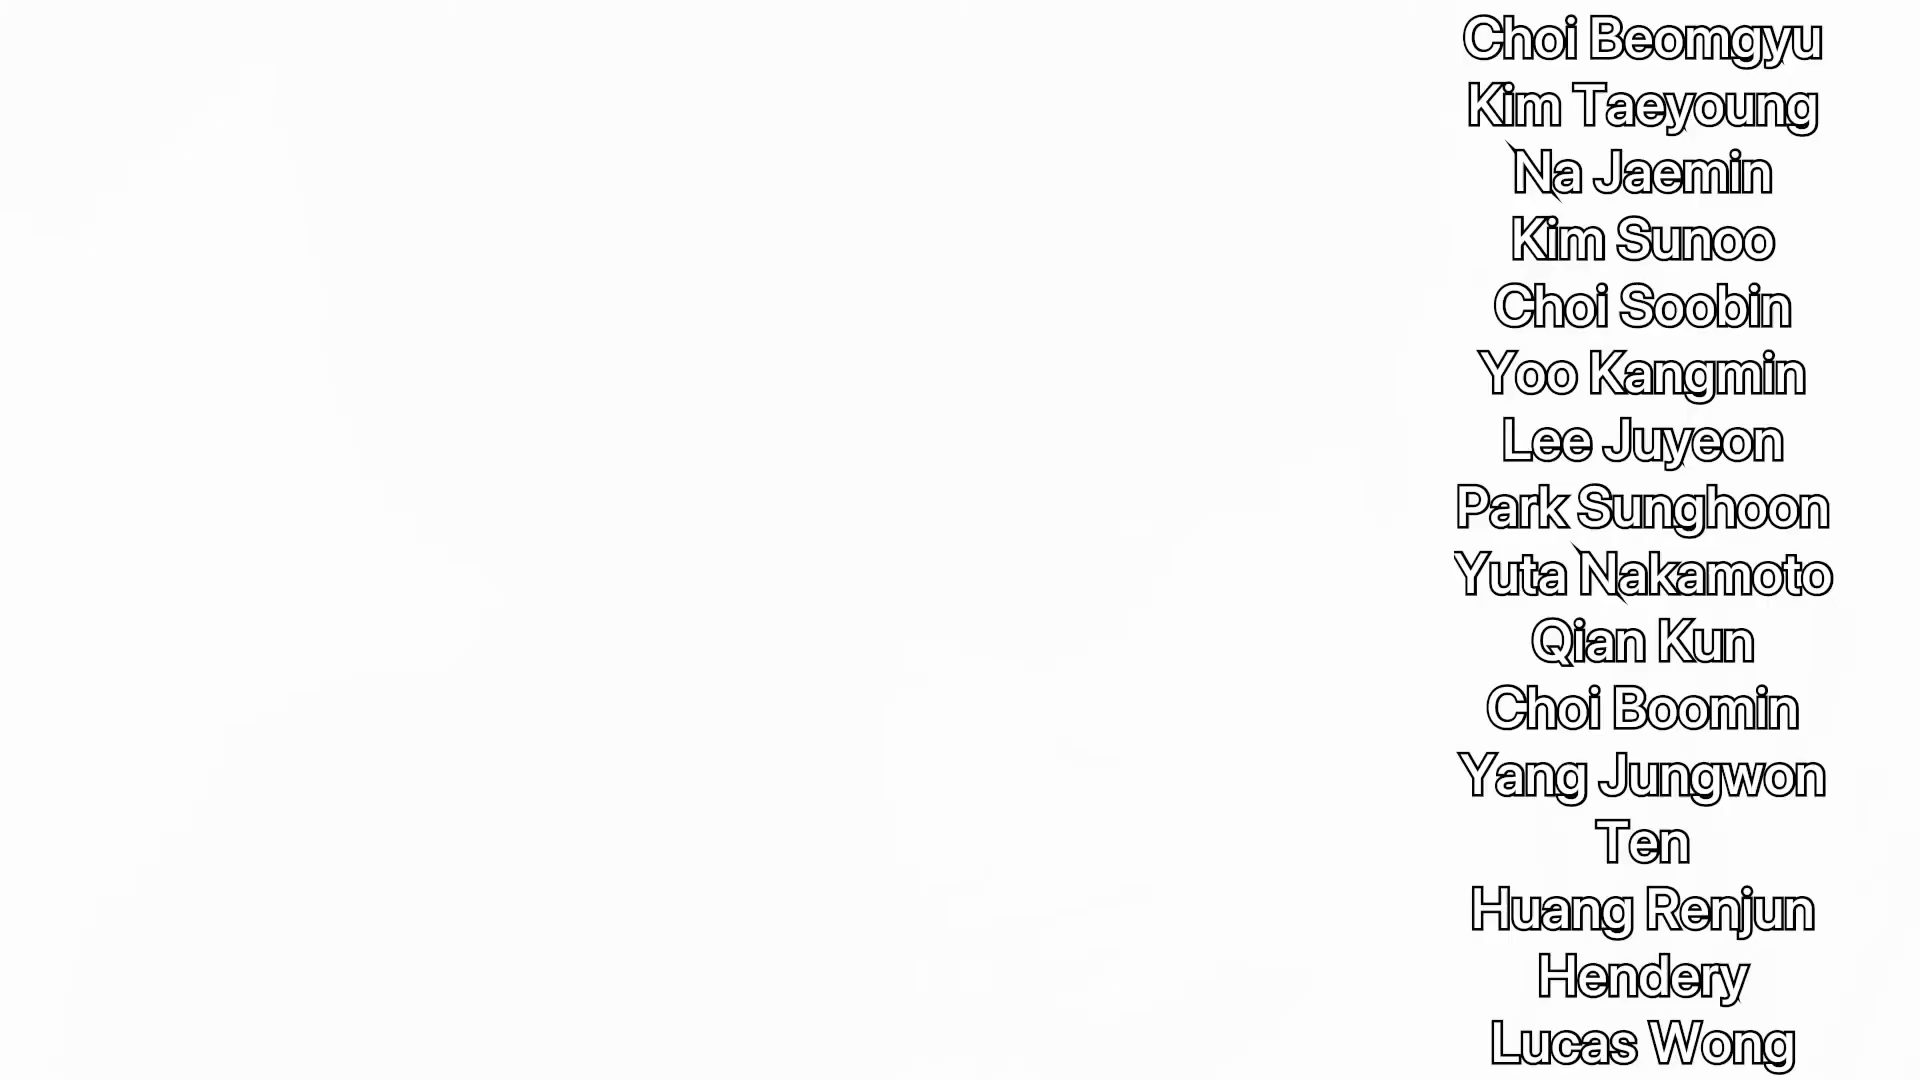 Choi Beomgyu
Kim Taeyoung
Na Jaemin
Kim Sunoo
Choi Soobin
Yoo Kangmin
Lee Juyeon
Park Sunghoon
Yuta Nakamoto
Qian Kun
Choi Boomin
Yang Jungwon
Ten
Huang Renjun
Hendery
Lucas Wong